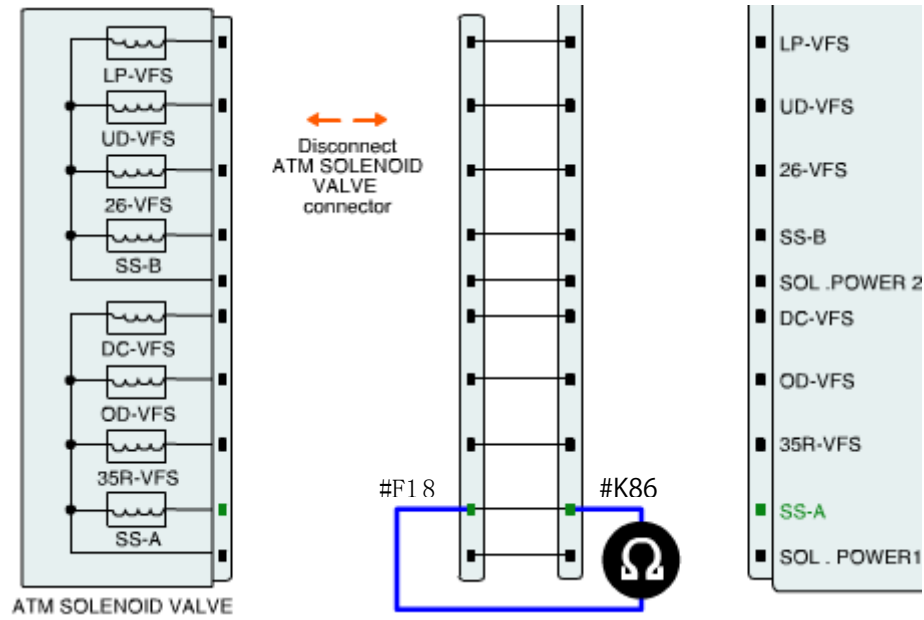 LP-VFS
UD-VFS
26-VFS
SS-B
DC-VFS
OD-VFS
35R-VFS
SS-A
ATM SOLENOID VALVE
Disconnect
ATM SOLENOID
VALVE
connector
#F18
#K86
Ω
LP-VFS
UD-VFS
26-VFS
SS-B
SOL .POWER 2
DC-VFS
OD-VFS
35R-VFS
SS-A
SOL . POWER1